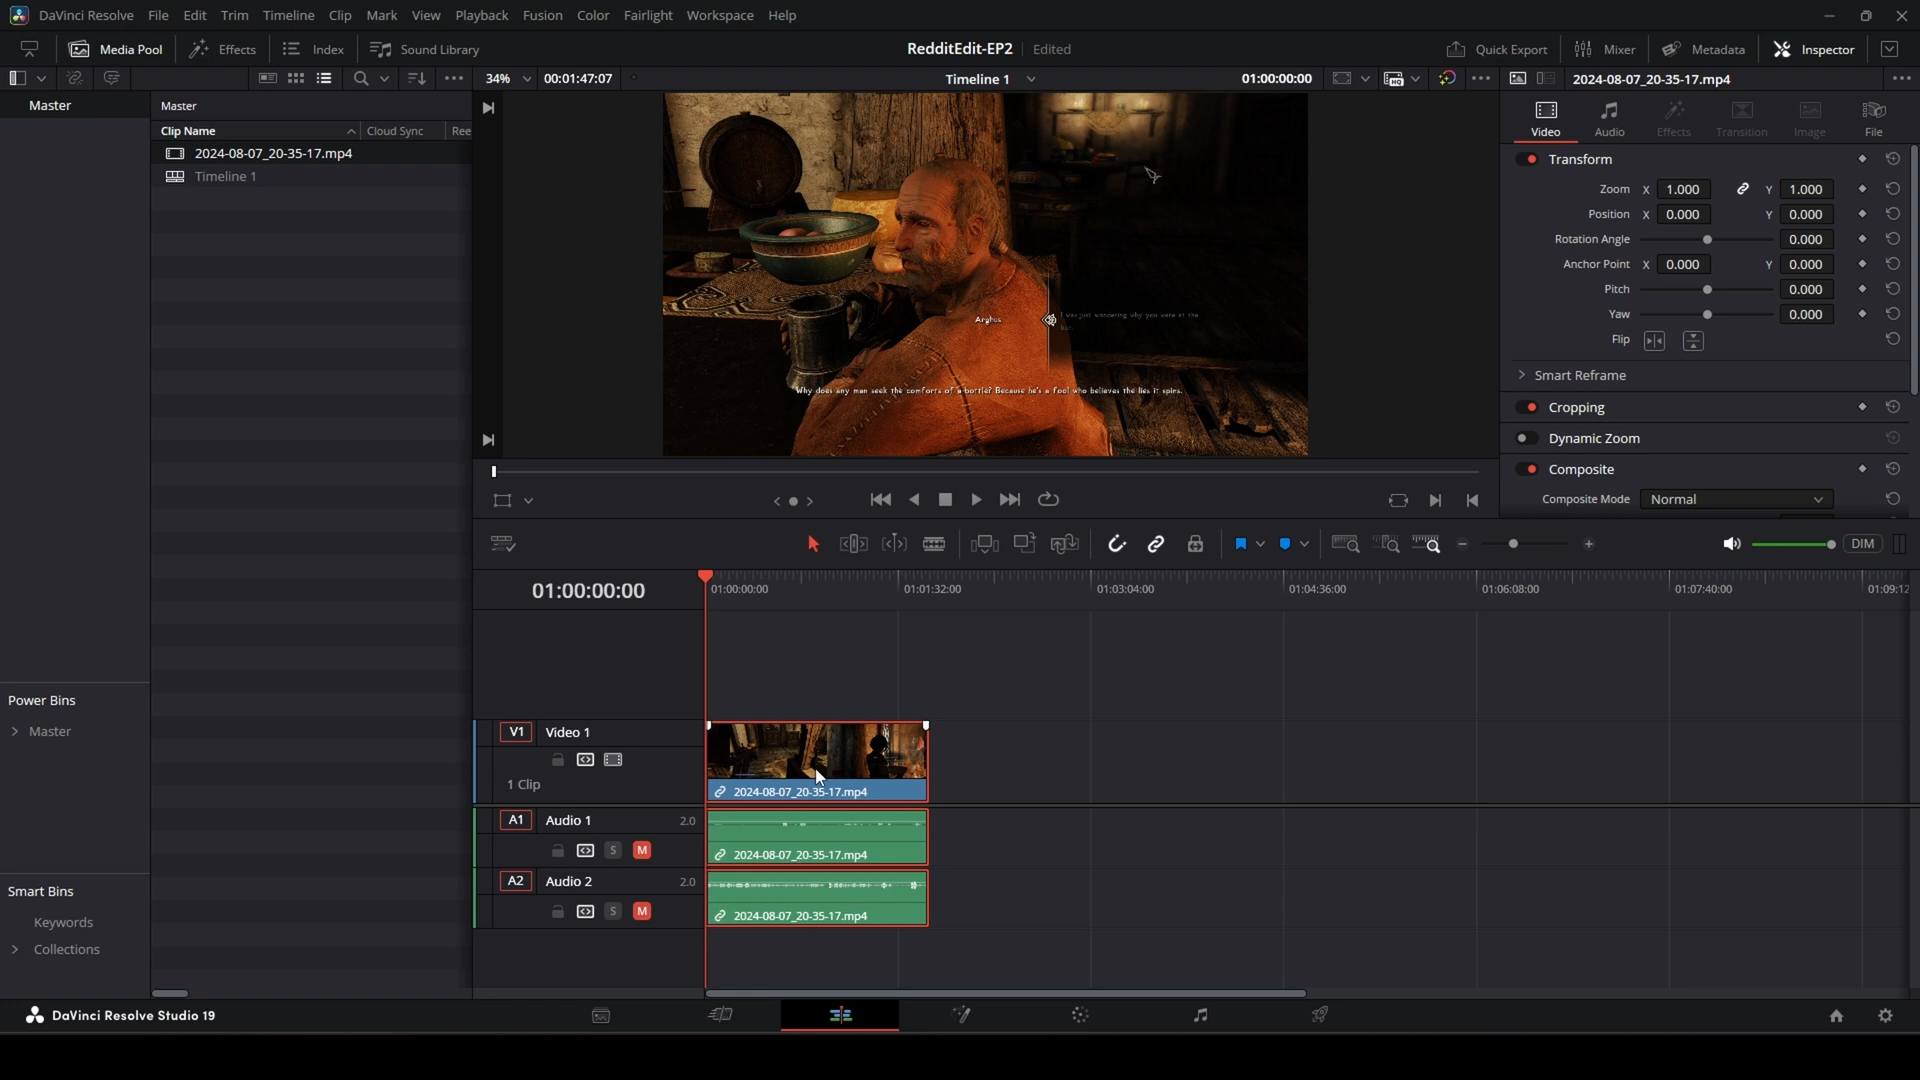 DaVinci Resolve File Edit Trim Timeline Clip Mark View Playback Fusion Color Fairlight Workspace Help
Media Pool Effects Index Sound Library RedditEdit-EP2 Edited Quick Export Mixer Metadata Inspector
34% 00:01:47:07 Timeline 1 01:00:00:00 2024-08-07_20-35-17.mp4
Master
Master
Clip Name Cloud Sync Ree
2024-08-07_20-35-17.mp4
Timeline 1
Arghus
I was just wondering why you were at the
bar.
Why does any man seek the comforts of a bottle? Because he's a fool who believes the lies it spins.
Video Audio Effects Transition Image File
Transform
Zoom X 1.000 Y 1.000
Position X 0.000 Y 0.000
Rotation Angle 0.000
Anchor Point X 0.000 Y 0.000
Pitch 0.000
Yaw 0.000
Flip
Smart Reframe
Cropping
Dynamic Zoom
Composite
Composite Mode Normal
DIM
01:00:00:00 01:00:00:00 01:01:32:00 01:03:04:00 01:04:36:00 01:06:08:00 01:07:40:00 01:09:12
Power Bins
Master
Smart Bins
Keywords
Collections
V1 Video 1
1 Clip
2024-08-07_20-35-17.mp4
A1 Audio 1 2.0
S M
2024-08-07_20-35-17.mp4
A2 Audio 2 2.0
S M
2024-08-07_20-35-17.mp4
DaVinci Resolve Studio 19